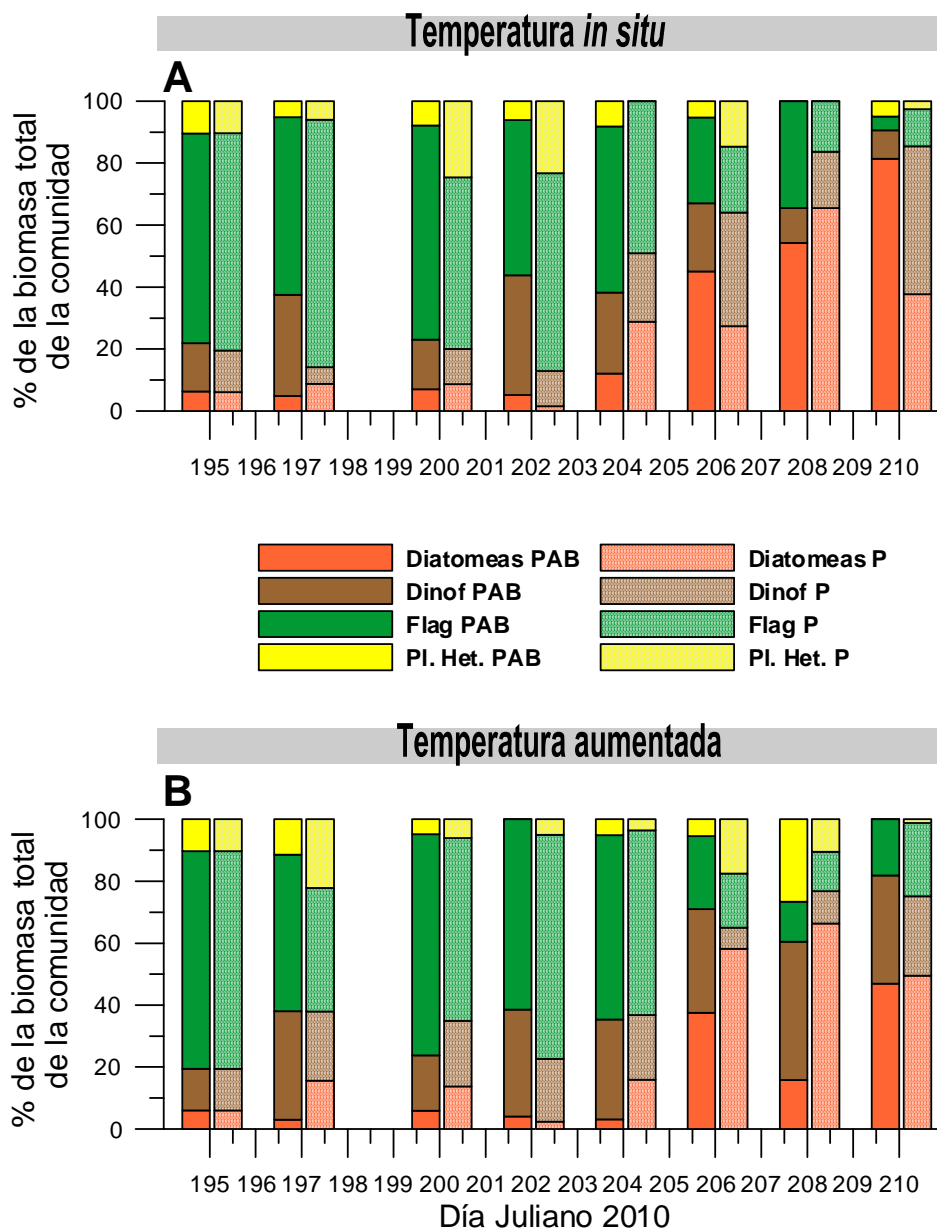 Temperatura in situ
A
% de la biomasa total
de la comunidad
100
80
60
40
20
0
195 196 197 198 199 200 201 202 203 204 205 206 207 208 209 210
Diatomeas PAB
Dinof PAB
Flag PAB
Pl. Het. PAB
Diatomeas P
Dinof P
Flag P
Pl. Het. P
Temperatura aumentada
B
% de la biomasa total
de la comunidad
100
80
60
40
20
0
195 196 197 198 199 200 201 202 203 204 205 206 207 208 209 210
Día Juliano 2010